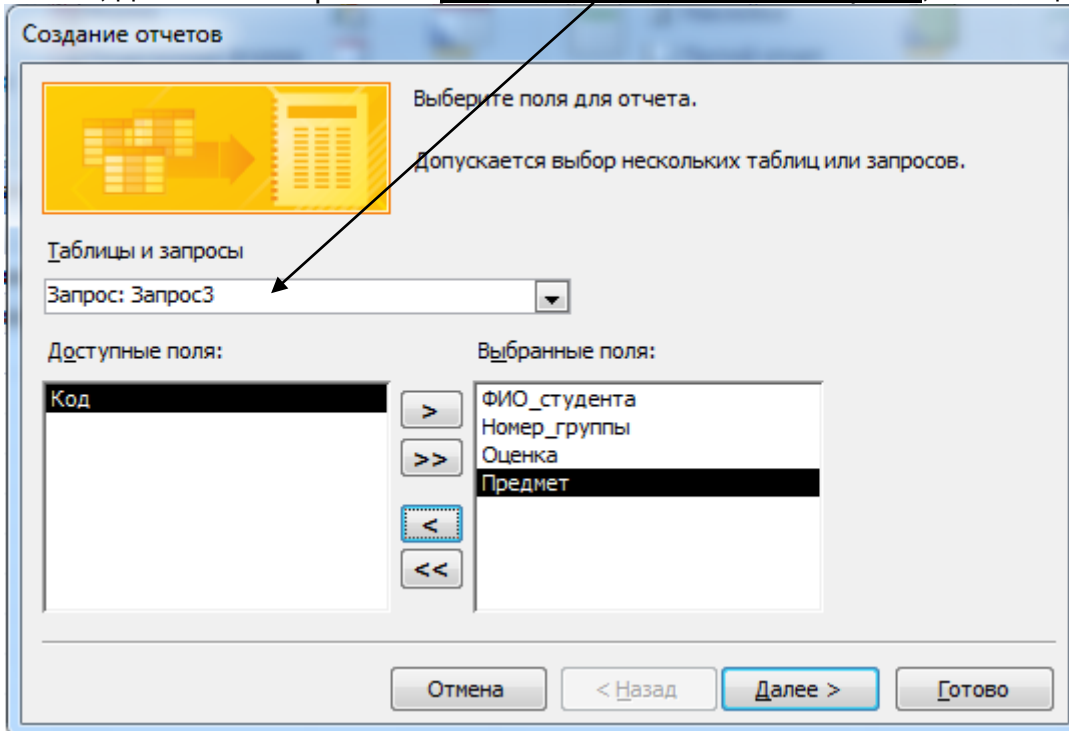 Создание отчетов
Выберите поля для отчета.
Допускается выбор нескольких таблиц или запросов.
Таблицы и запросы
Запрос: Запрос3
Доступные поля:
Выбранные поля:
Код
ФИО_студента
Номер_группы
Оценка
Предмет
>
>>
<
<<
Отмена
< Назад
Далее >
Готово